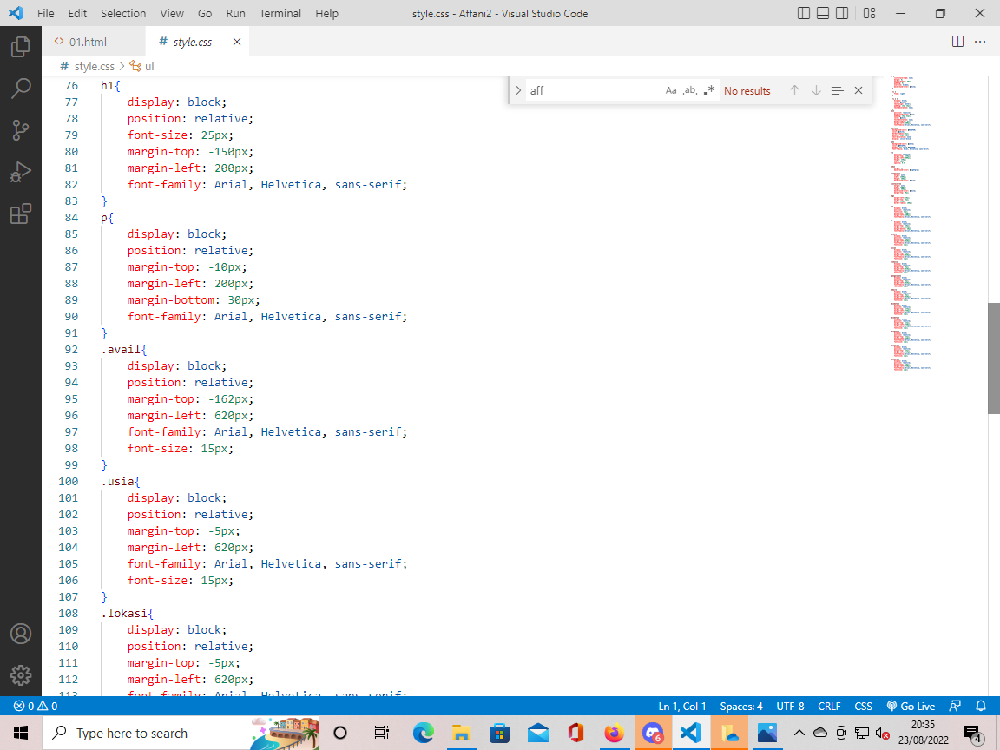 File Edit Selection View Go Run Terminal Help style.css - Affani2 - Visual Studio Code
<> 01.html # style.css
# style.css > ul
aff Aa ab .* No results
76 h1{
77 display: block;
78 position: relative;
79 font-size: 25px;
80 margin-top: -150px;
81 margin-left: 200px;
82 font-family: Arial, Helvetica, sans-serif;
83 }
84 p{
85 display: block;
86 position: relative;
87 margin-top: -10px;
88 margin-left: 200px;
89 margin-bottom: 30px;
90 font-family: Arial, Helvetica, sans-serif;
91 }
92 .avail{
93 display: block;
94 position: relative;
95 margin-top: -162px;
96 margin-left: 620px;
97 font-family: Arial, Helvetica, sans-serif;
98 font-size: 15px;
99 }
100 .usia{
101 display: block;
102 position: relative;
103 margin-top: -5px;
104 margin-left: 620px;
105 font-family: Arial, Helvetica, sans-serif;
106 font-size: 15px;
107 }
108 .lokasi{
109 display: block;
110 position: relative;
111 margin-top: -5px;
112 margin-left: 620px;
113 font-family: Arial, Helvetica, sans-serif;
0 0 Ln 1, Col 1 Spaces: 4 UTF-8 CRLF CSS Go Live
Type here to search 6 20:35
23/08/2022 4